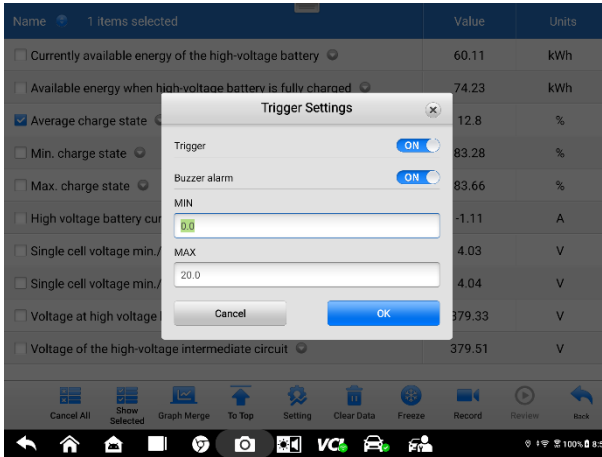 Name 1 items selected Value Units
Currently available energy of the high-voltage battery 60.11 kWh
Available energy when high-voltage battery is fully charged 74.23 kWh
Average charge state 12.8 %
Min. charge state 83.28 %
Max. charge state 83.66 %
High voltage battery cur -1.11 A
Single cell voltage min./ 4.03 V
Single cell voltage min./ 4.04 V
Voltage at high voltage 379.33 V
Voltage of the high-voltage intermediate circuit 379.51 V
Trigger Settings
Trigger ON
Buzzer alarm ON
MIN
0.0
MAX
20.0
Cancel OK
Cancel All Show Selected Graph Merge To Top Setting Clear Data Freeze Record Review Back
VCI 100% 8:5